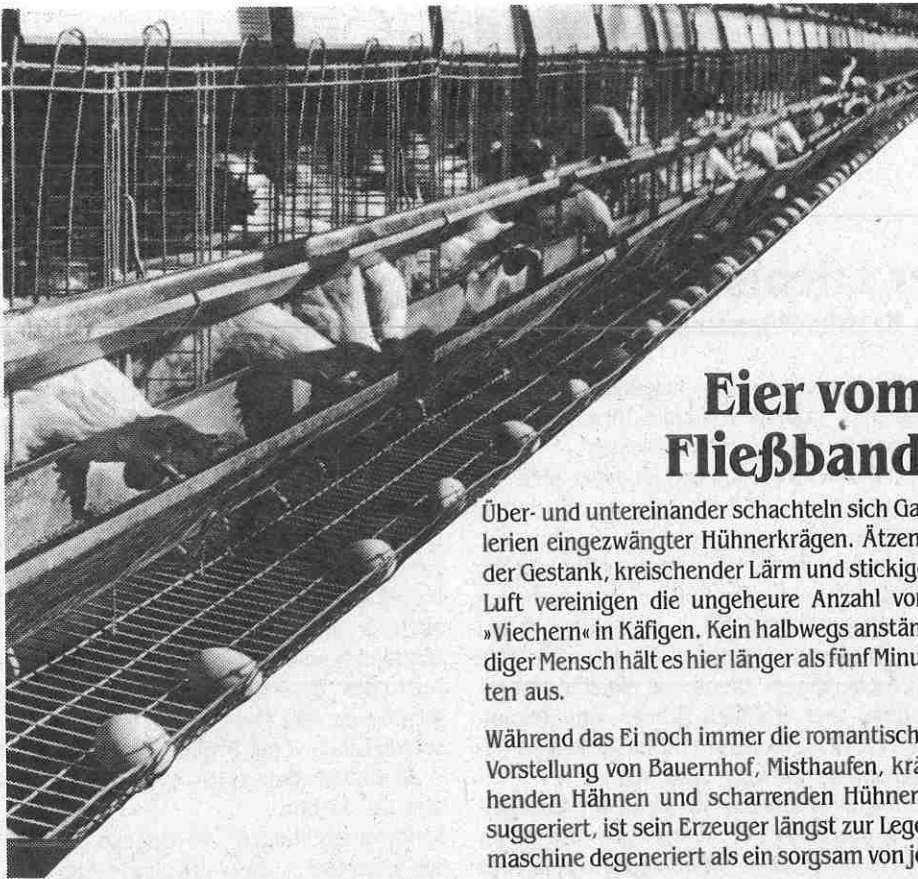 Eier vom
Fließband
Über- und untereinander schachteln sich Ga
lerien eingezwängter Hühnerkrägen. Ätzen
der Gestank, kreischender Lärm und stickig
Luft vereinigen die ungeheure Anzahl vo
»Viechern« in Käfigen. Kein halbwegs anstän
diger Mensch hält es hier länger als fünf Minu
ten aus.
Während das Ei noch immer die romantisch
Vorstellung von Bauernhof, Misthaufen, krä
henden Hähnen und scharrenden Hühner
suggeriert, ist sein Erzeuger längst zur Lege
maschine degeneriert als ein sorgsam von je